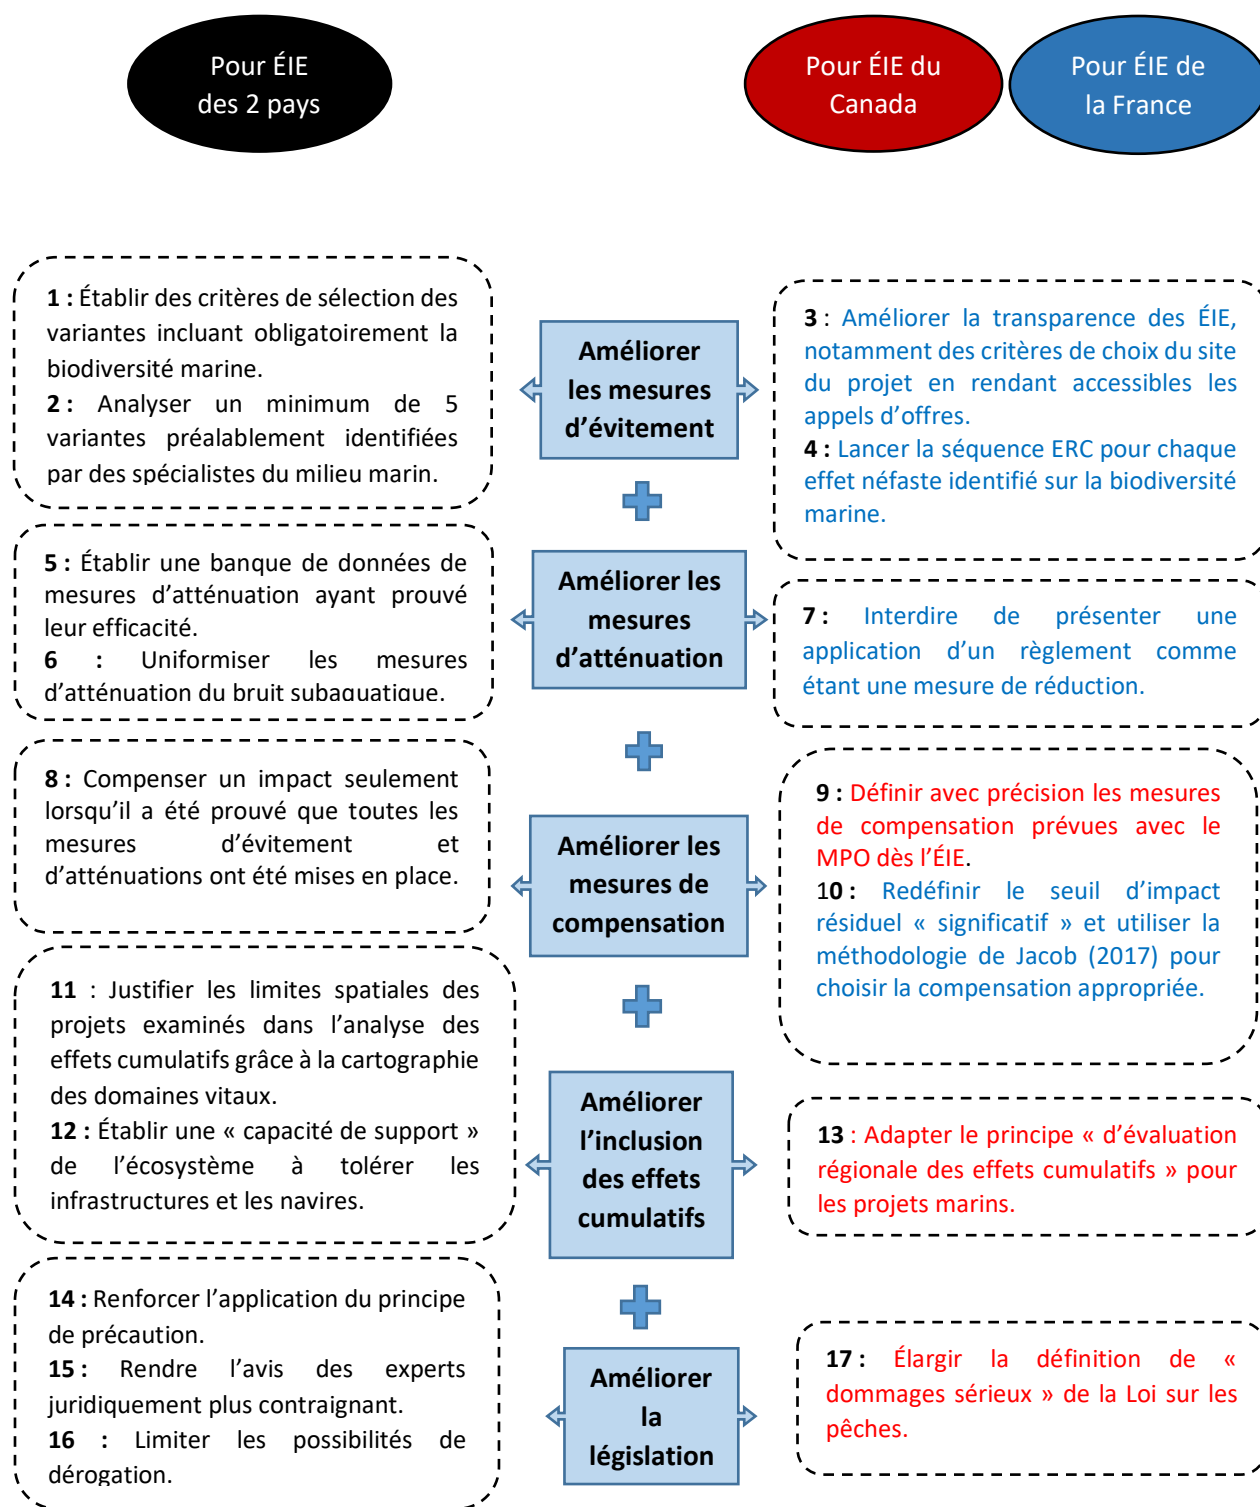 Pour ÉIE
des 2 pays
Pour ÉIE du
Canada
Pour ÉIE de
la France
1 : Établir des critères de sélection des
variantes incluant obligatoirement la
biodiversité marine.
2 : Analyser un minimum de 5
variantes préalablement identifiées
par des spécialistes du milieu marin.
Améliorer
les mesures
d’évitement
3 : Améliorer la transparence des ÉIE,
notamment des critères de choix du site
du projet en rendant accessibles les
appels d’offres.
4 : Lancer la séquence ERC pour chaque
effet néfaste identifié sur la biodiversité
marine.
5 : Établir une banque de données de
mesures d’atténuation ayant prouvé
leur efficacité.
6 : Uniformiser les mesures
d’atténuation du bruit subaquatique.
Améliorer les
mesures
d’atténuation
7 : Interdire de présenter une
application d’un règlement comme
étant une mesure de réduction.
8 : Compenser un impact seulement
lorsqu’il a été prouvé que toutes les
mesures d’évitement et
d’atténuations ont été mises en place.
Améliorer les
mesures de
compensation
9 : Définir avec précision les mesures
de compensation prévues avec le
MPO dès l’ÉIE.
10 : Redéfinir le seuil d’impact
résiduel « significatif » et utiliser la
méthodologie de Jacob (2017) pour
choisir la compensation appropriée.
11 : Justifier les limites spatiales des
projets examinés dans l’analyse des
effets cumulatifs grâce à la cartographie
des domaines vitaux.
12 : Établir une « capacité de support »
de l’écosystème à tolérer les
infrastructures et les navires.
Améliorer
l’inclusion
des effets
cumulatifs
13 : Adapter le principe « d’évaluation
régionale des effets cumulatifs » pour
les projets marins.
14 : Renforcer l’application du principe
de précaution.
15 : Rendre l’avis des experts
juridiquement plus contraignant.
16 : Limiter les possibilités de
dérogation.
Améliorer
la
législation
17 : Élargir la définition de «
dommages sérieux » de la Loi sur les
pêches.